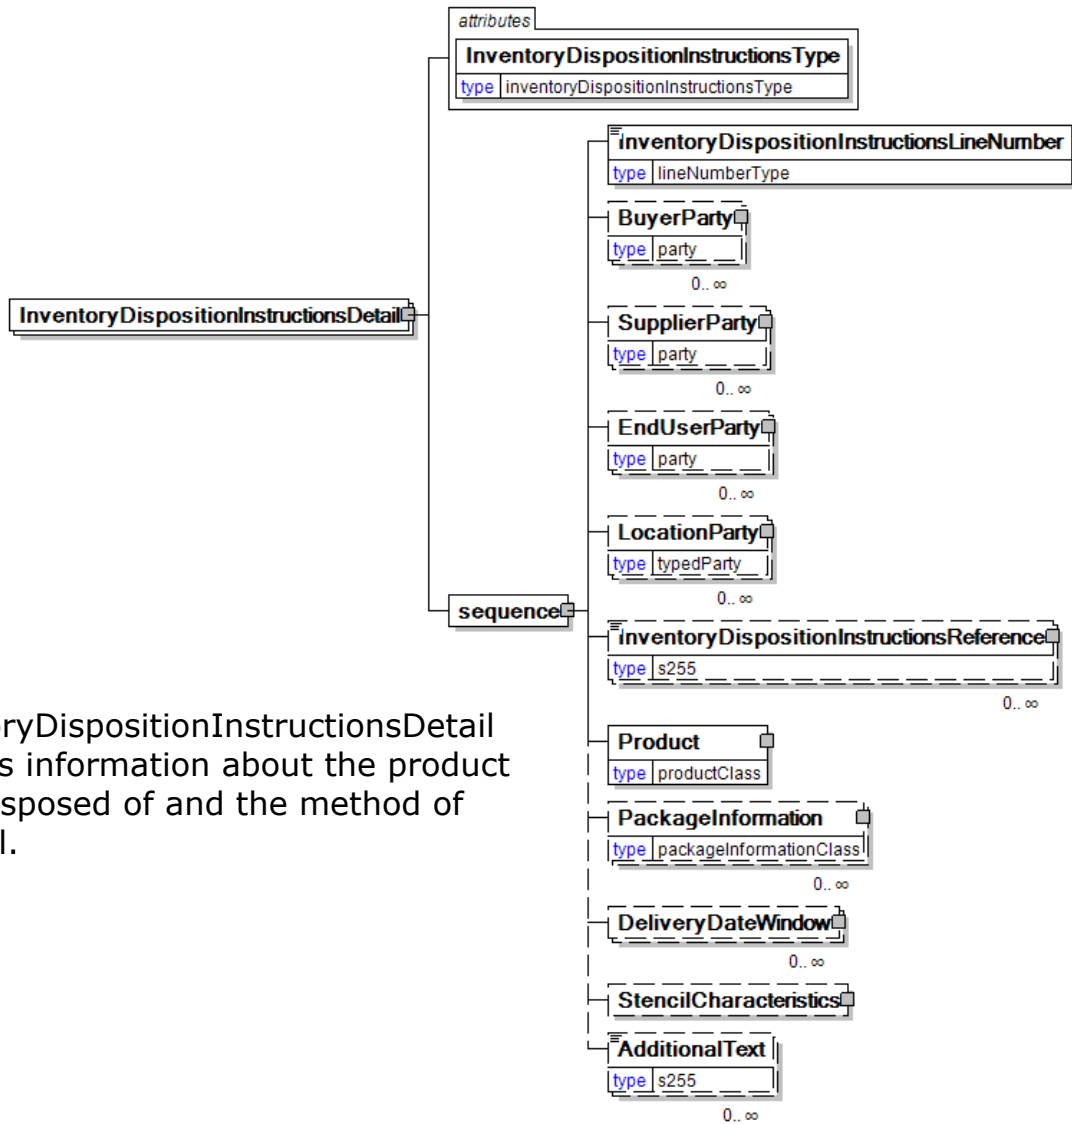 attributes
InventoryDispositionInstructionsType
type inventoryDispositionInstructionsType
InventoryDispositionInstructionsLineNumber
type lineNumberType
BuyerParty
type party
0.. ∞
InventoryDispositionInstructionsDetail
SupplierParty
type party
0.. ∞
EndUserParty
type party
0.. ∞
LocationParty
type typedParty
0.. ∞
sequence
InventoryDispositionInstructionsReference
type s255
0.. ∞
oryDispositionInstructionsDetail
s information about the product
sposed of and the method of
l.
Product
type productClass
PackageInformation
type packageInformationClass
0.. ∞
DeliveryDateWindow
0.. ∞
StencilCharacteristics
AdditionalText
type s255
0.. ∞